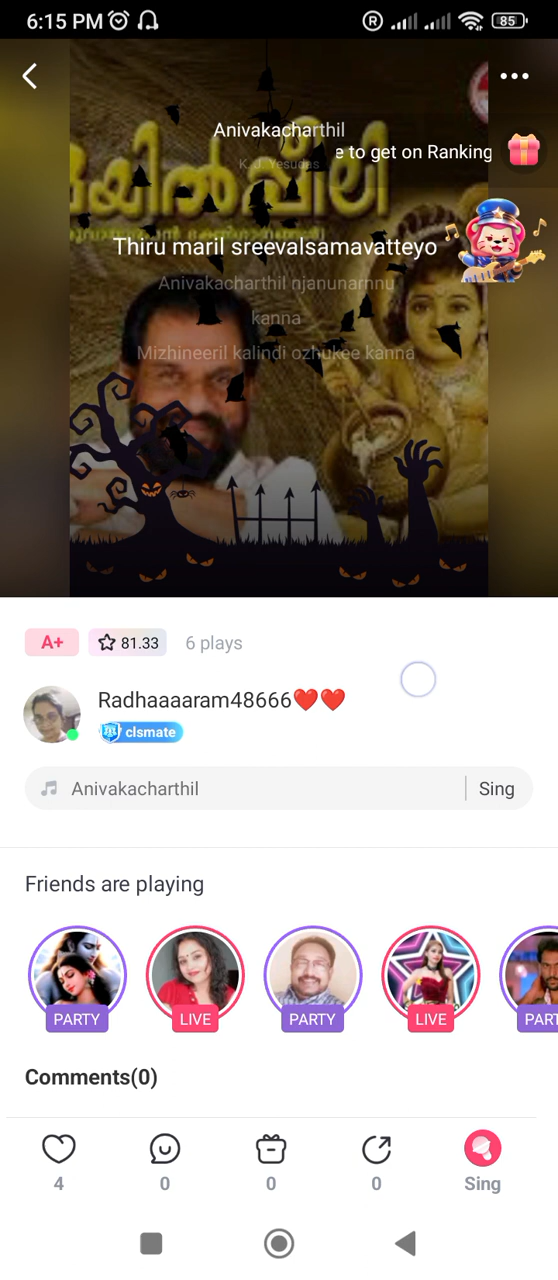 6:15 PM
R
85
Anivakacharthil
K. J. Yesudas
e to get on Ranking
Thiru maril sreevalsamavatteyo
Anivakacharthil njanunarnnu
kanna
Mizhineeril kalindi ozhukee kanna
A+
81.33
6 plays
Radhaaaaram48666❤️❤️
clsmate
Anivakacharthil
Sing
Friends are playing
PARTY
LIVE
PARTY
LIVE
PART
Comments(0)
4
0
0
0
Sing